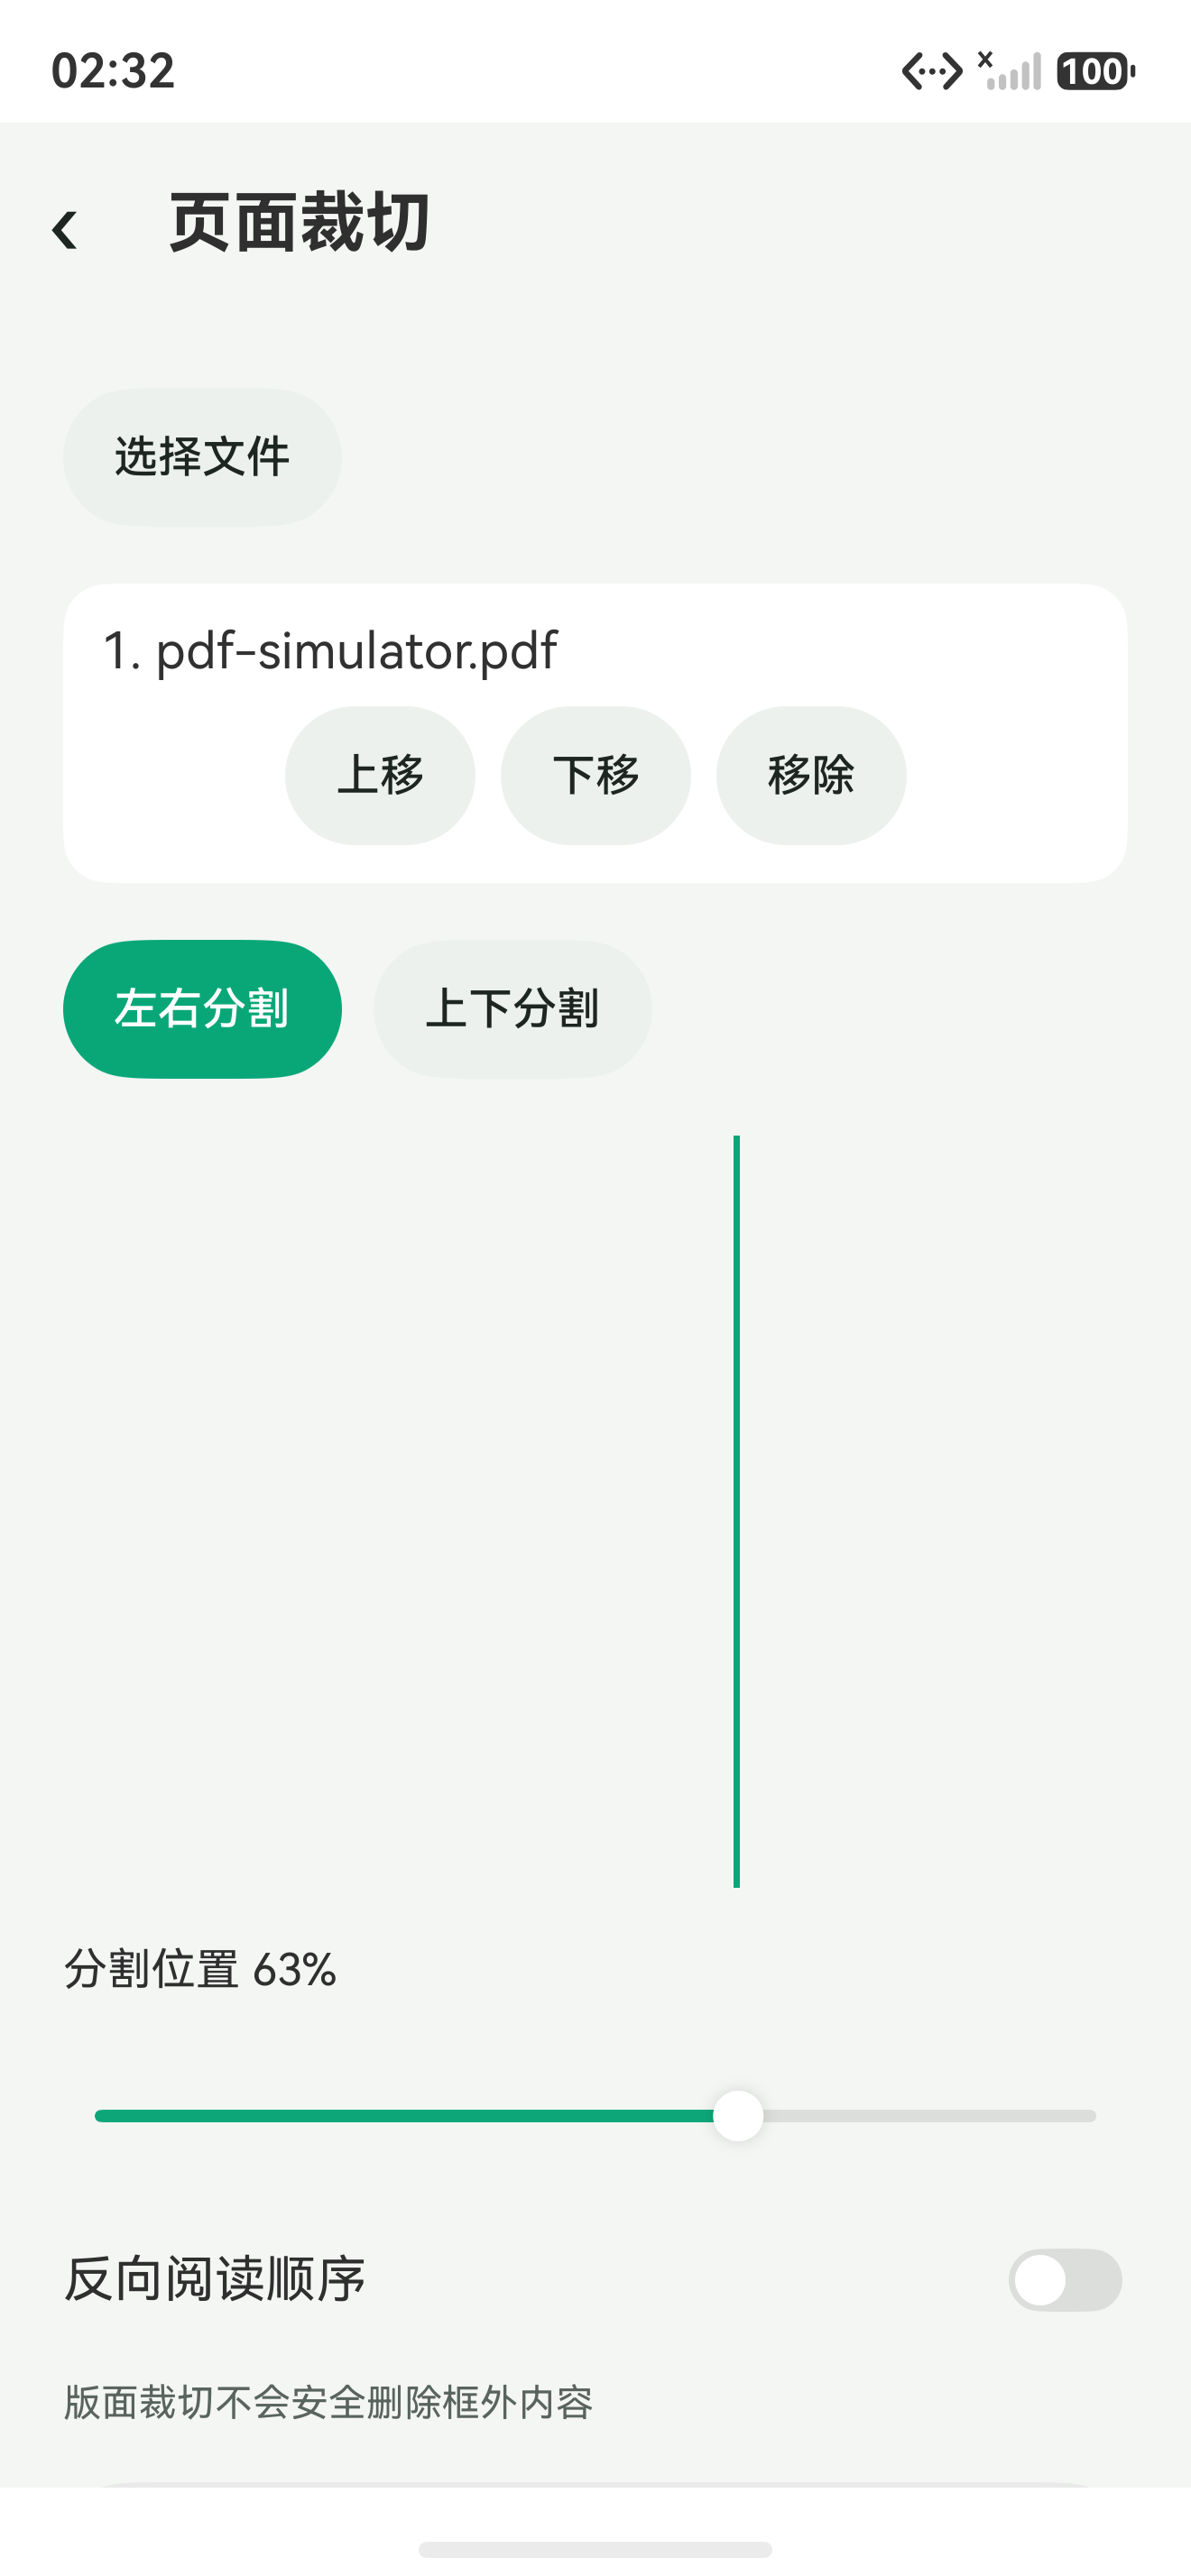 02:32
100
页面裁切
选择文件
1. pdf-simulator.pdf
上移 下移 移除
左右分割 上下分割
分割位置 63%
反向阅读顺序
版面裁切不会安全删除框外内容